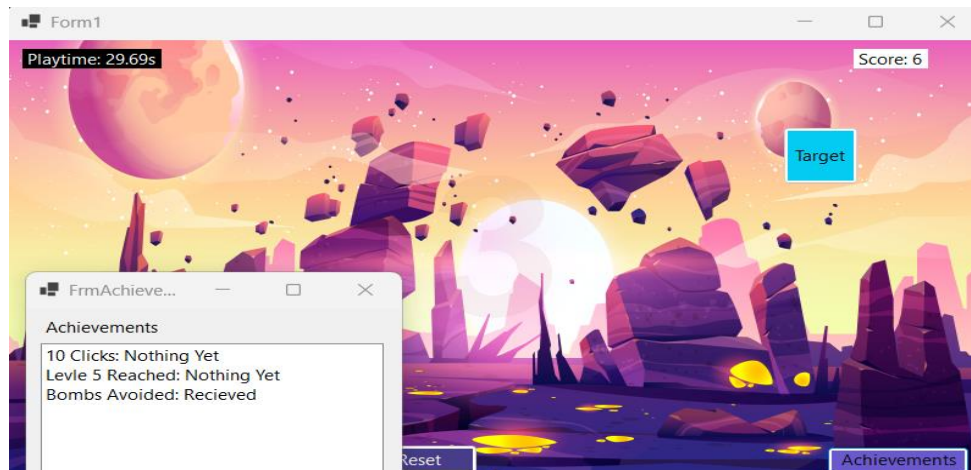 Form1
Playtime: 29.69s
Score: 6
Target
3
FrmAchieve...
Achievements
10 Clicks: Nothing Yet
Levle 5 Reached: Nothing Yet
Bombs Avoided: Recieved
Reset
Achievements